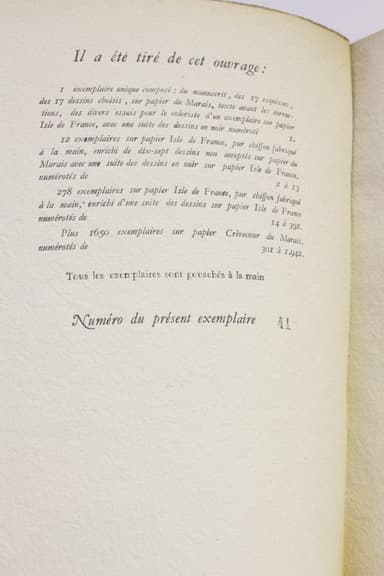 Il a été tiré de cet ouvrage :
1 exemplaire unique composé : du manuscrit, des 17 esquisses,
des 17 dessins choisis, sur papier du Marais, texte avant les correc-
tions, des divers essais pour le coloriste d'un exemplaire sur papier
Isle de France, avec une suite des dessins en noir numéroté 1.
12 exemplaires sur papier Isle de France, pur chiffon fabriqué
à la main, enrichi de dix-sept dessins non acceptés sur papier du
Marais avec une suite des dessins en noir sur papier Isle de France,
numérotés de 2 à 13
278 exemplaires sur papier Isle de France, pur chiffon fabriqué
à la main, enrichi d'une suite des dessins sur papier Isle de France
numérotés de 14 à 392.
Plus 1650 exemplaires sur papier Crèvecœur du Marais.
numérotés de 301 à 1.942.
Tous les exemplaires sont gouachés à la main
Numéro du présent exemplaire 41